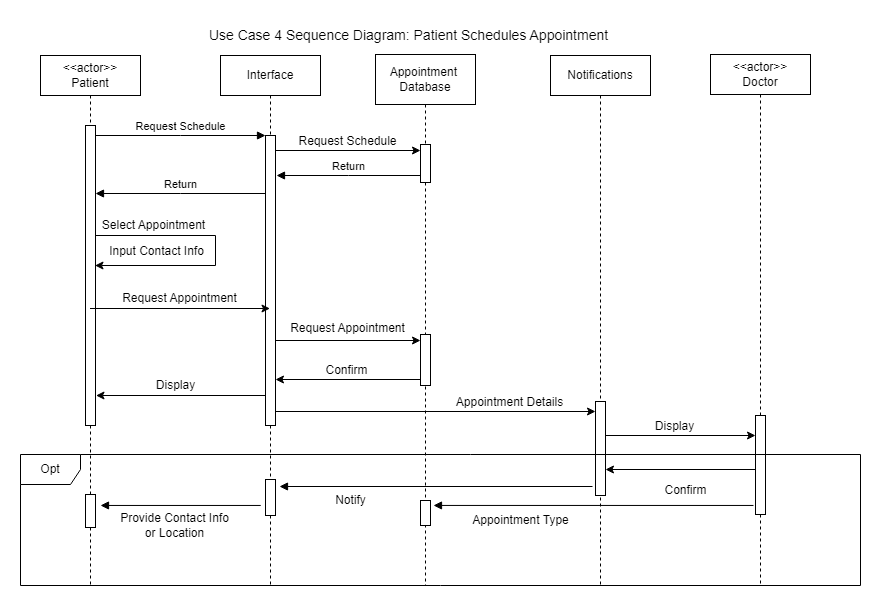 Use Case 4 Sequence Diagram: Patient Schedules Appointment
<<actor>>
Patient
Interface
Appointment
Database
Notifications
<<actor>>
Doctor
Request Schedule
Request Schedule
Return
Return
Select Appointment
Input Contact Info
Request Appointment
Request Appointment
Confirm
Display
Appointment Details
Display
Opt
Confirm
Notify
Provide Contact Info
or Location
Appointment Type